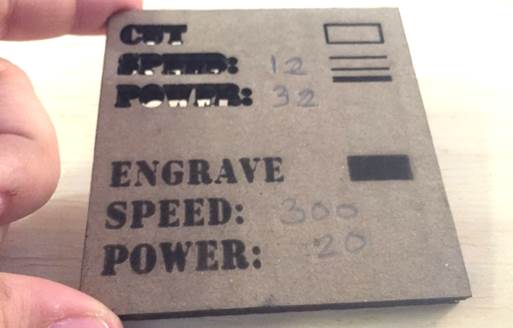 CUT
SPEED: 12
POWER: 32
ENGRAVE
SPEED: 300
POWER: 20